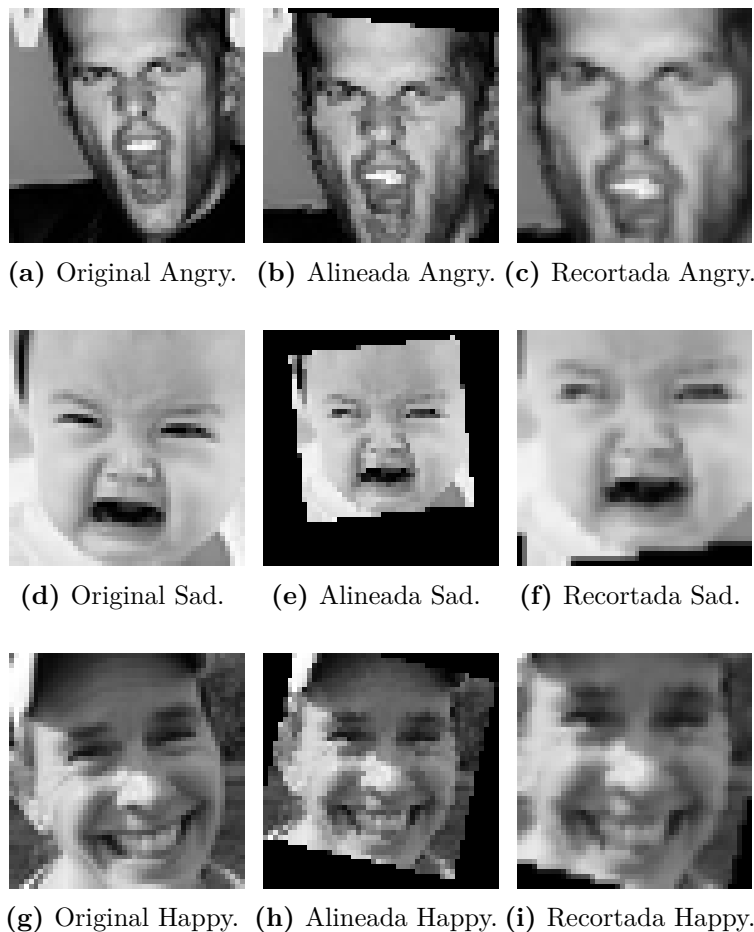 (a) Original Angry. (b) Alineada Angry. (c) Recortada Angry.
(d) Original Sad. (e) Alineada Sad. (f) Recortada Sad.
(g) Original Happy. (h) Alineada Happy. (i) Recortada Happy.